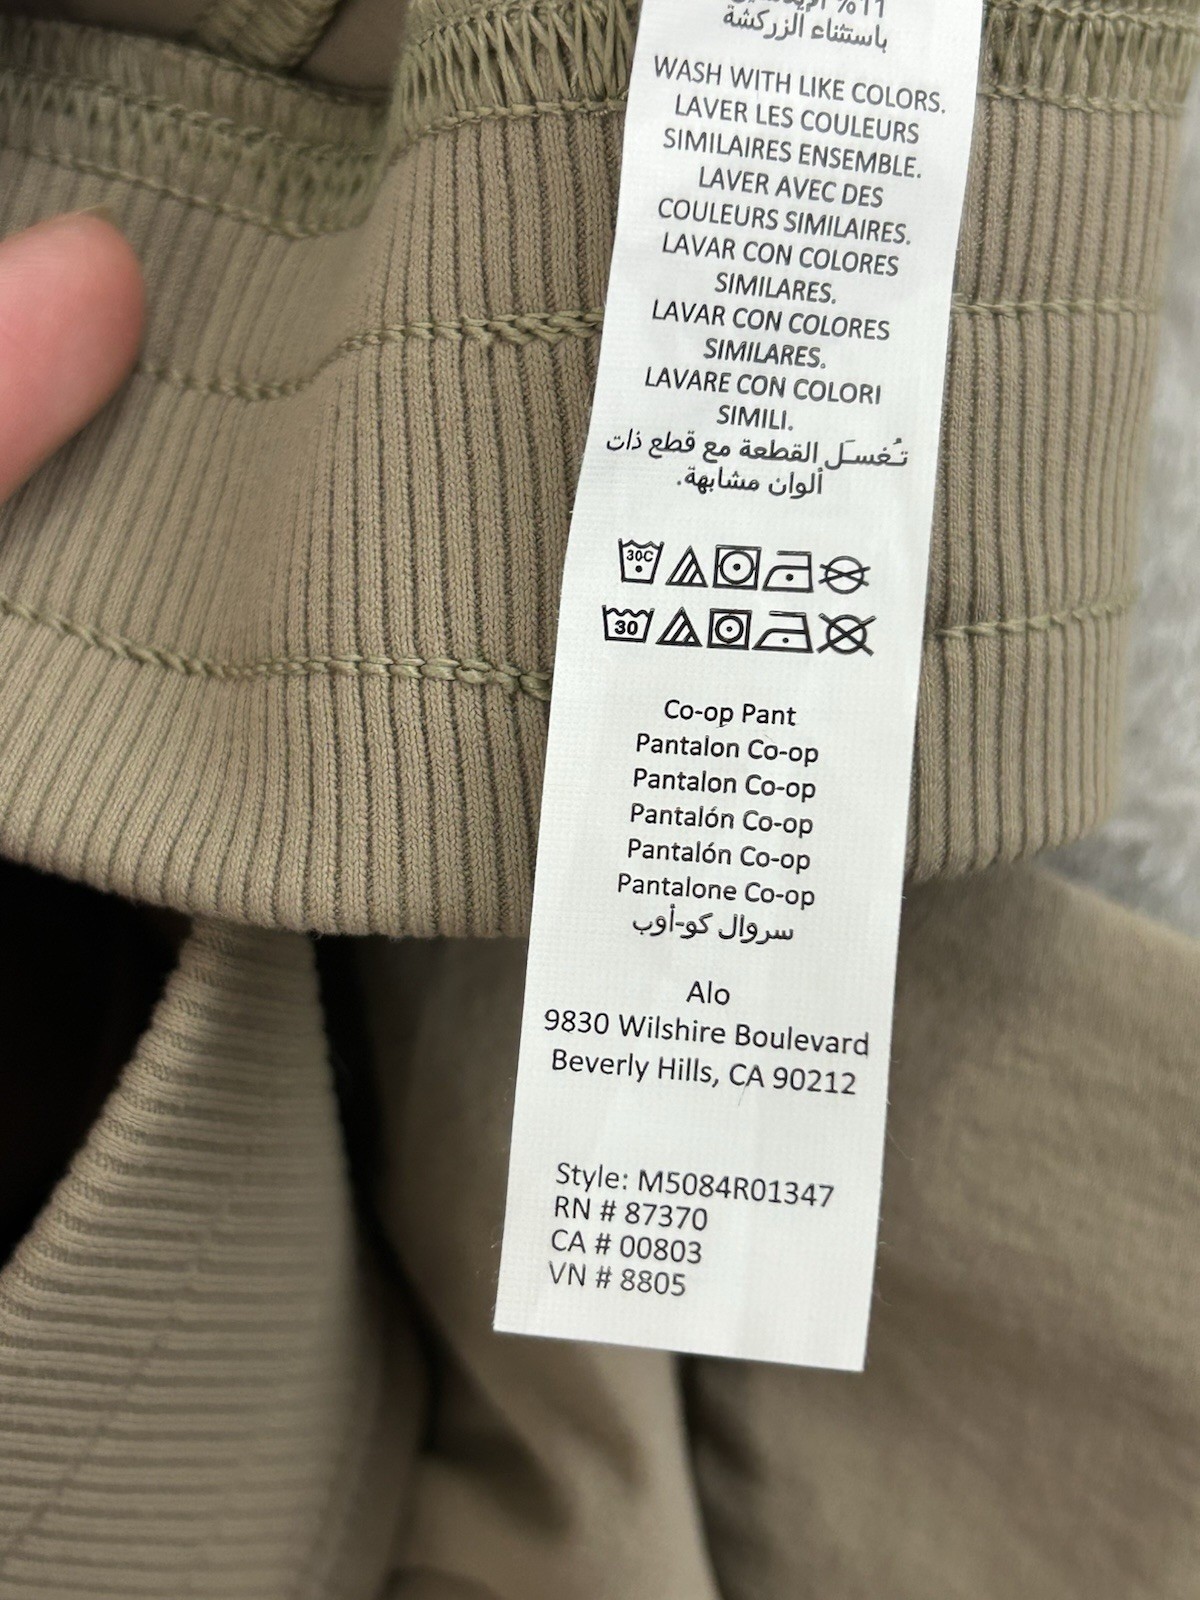 11%
باستثناء الزركشة
WASH WITH LIKE COLORS.
LAVER LES COULEURS
SIMILAIRES ENSEMBLE.
LAVER AVEC DES
COULEURS SIMILAIRES.
LAVAR CON COLORES
SIMILARES.
LAVAR CON COLORES
SIMILARES.
LAVARE CON COLORI
SIMILI.
تُغسَل القطعة مع قطع ذات
ألوان مشابهة.
30C
30
Co-op Pant
Pantalon Co-op
Pantalon Co-op
Pantalón Co-op
Pantalón Co-op
Pantalone Co-op
سروال كو-أوب
Alo
9830 Wilshire Boulevard
Beverly Hills, CA 90212
Style: M5084R01347
RN # 87370
CA # 00803
VN # 8805